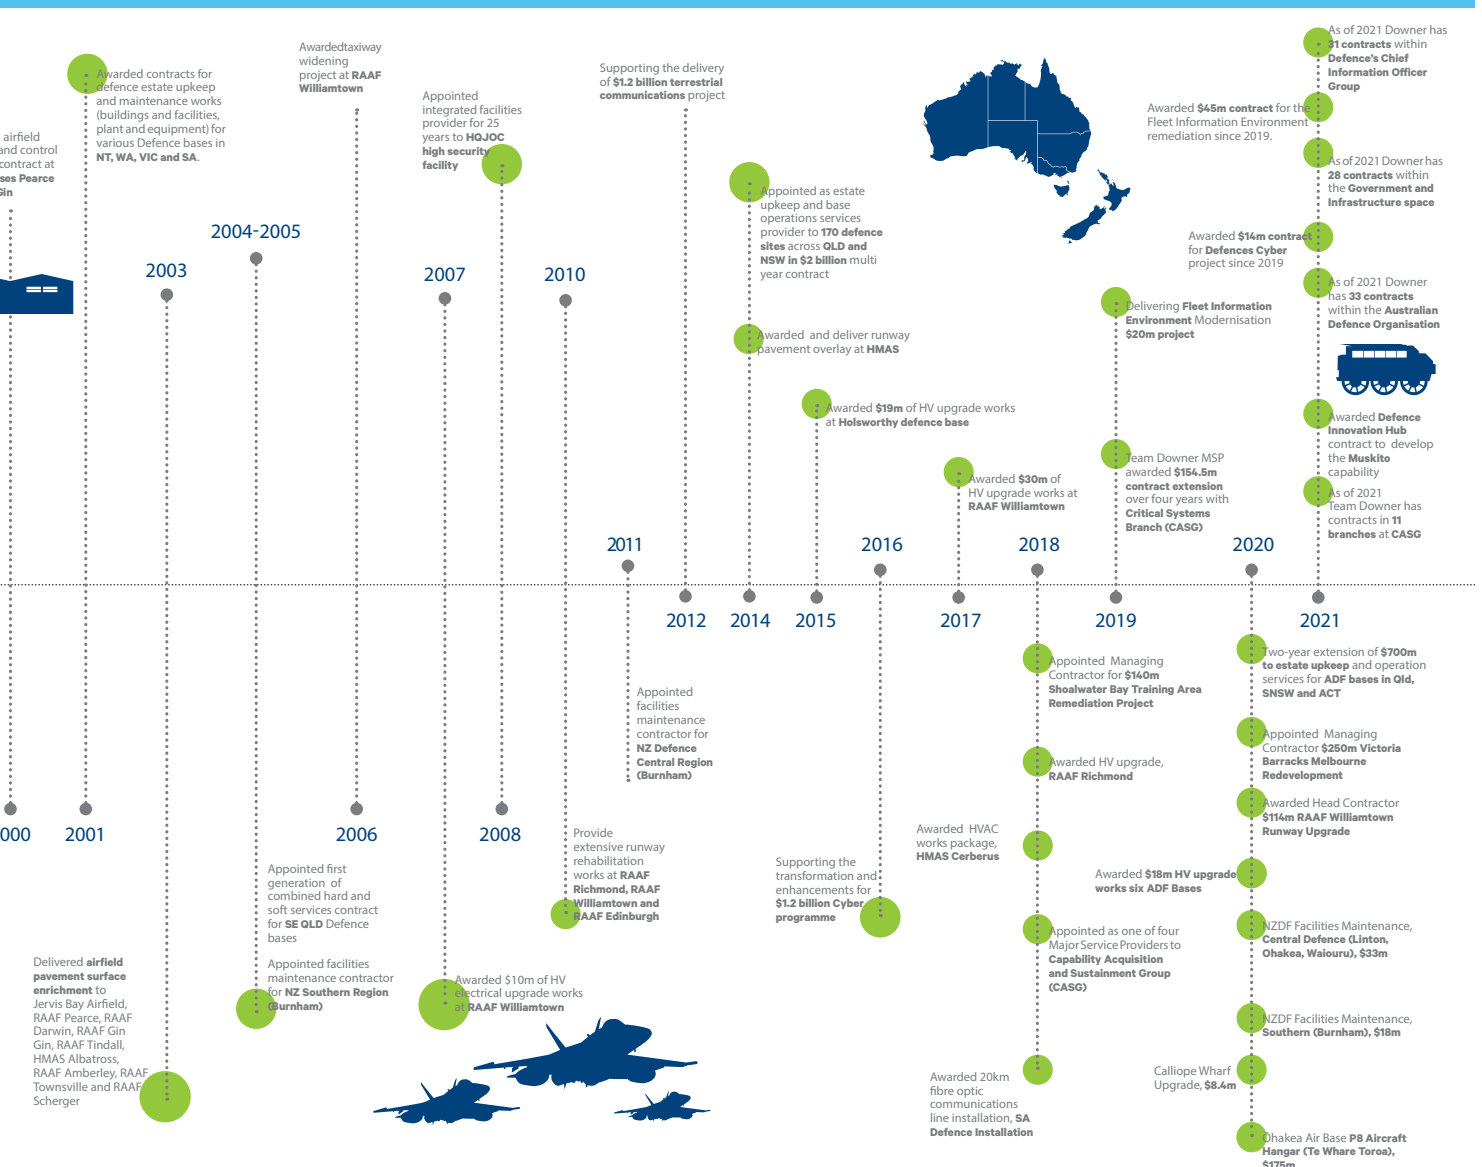 airfield
and control
contract at
ses Pearce
Gin
000
Awarded contracts for
defence estate upkeep
and maintenance works
(buildings and facilities,
plant and equipment) for
various Defence bases in
NT, WA, VIC and SA.
2001
2003
Delivered airfield
pavement surface
enrichment to
Jervis Bay Airfield,
RAAF Pearce, RAAF
Darwin, RAAF Gin
Gin, RAAF Tindall,
HMAS Albatross,
RAAF Amberley, RAAF
Townsville and RAAF
Scherger
2004-2005
Appointed first
generation of
combined hard and
soft services contract
for SE QLD Defence
bases
Appointed facilities
maintenance contractor
for NZ Southern Region
(Burnham)
Awardedtaxiway
widening
project at RAAF
Williamtown
2006
2007
Awarded $10m of HV
electrical upgrade works
at RAAF Williamtown
Appointed
integrated facilities
provider for 25
years to HQJOC
high security
facility
2008
2010
Provide
extensive runway
rehabilitation
works at RAAF
Richmond, RAAF
Williamtown and
RAAF Edinburgh
2011
Appointed
facilities
maintenance
contractor for
NZ Defence
Central Region
(Burnham)
Supporting the delivery
of $1.2 billion terrestrial
communications project
2012
Appointed as estate
upkeep and base
operations services
provider to 170 defence
sites across QLD and
NSW in $2 billion multi
year contract
Awarded and deliver runway
pavement overlay at HMAS
2014
Awarded $19m of HV upgrade works
at Holsworthy defence base
2015
2016
Supporting the
transformation and
enhancements for
$1.2 billion Cyber
programme
Awarded $30m of
HV upgrade works at
RAAF Williamtown
2017
2018
Appointed Managing
Contractor for $140m
Shoalwater Bay Training Area
Remediation Project
Awarded HV upgrade,
RAAF Richmond
Awarded HVAC
works package,
HMAS Cerberus
Appointed as one of four
Major Service Providers to
Capability Acquisition
and Sustainment Group
(CASG)
Awarded 20km
fibre optic
communications
line installation, SA
Defence Installation
Delivering Fleet Information
Environment Modernisation
$20m project
Team Downer MSP
awarded $154.5m
contract extension
over four years with
Critical Systems
Branch (CASG)
2019
2020
Two-year extension of $700m
to estate upkeep and operation
services for ADF bases in Qld,
SNSW and ACT
Appointed Managing
Contractor $250m Victoria
Barracks Melbourne
Redevelopment
Awarded Head Contractor
$114m RAAF Williamtown
Runway Upgrade
Awarded $18m HV upgrade
works six ADF Bases
NZDF Facilities Maintenance,
Central Defence (Linton,
Ohakea, Waiouru), $33m
NZDF Facilities Maintenance,
Southern (Burnham), $18m
Calliope Wharf
Upgrade, $8.4m
Ohakea Air Base P8 Aircraft
Hangar (Te Whare Toroa),
$175m
As of 2021 Downer has
31 contracts within
Defence's Chief
Information Officer
Group
Awarded $45m contract for the
Fleet Information Environment
remediation since 2019.
As of 2021 Downer has
28 contracts within
the Government and
Infrastructure space
Awarded $14m contract
for Defences Cyber
project since 2019
As of 2021 Downer
has 33 contracts
within the Australian
Defence Organisation
Awarded Defence
Innovation Hub
contract to develop
the Muskito
capability
As of 2021
Team Downer has
contracts in 11
branches at CASG
2021